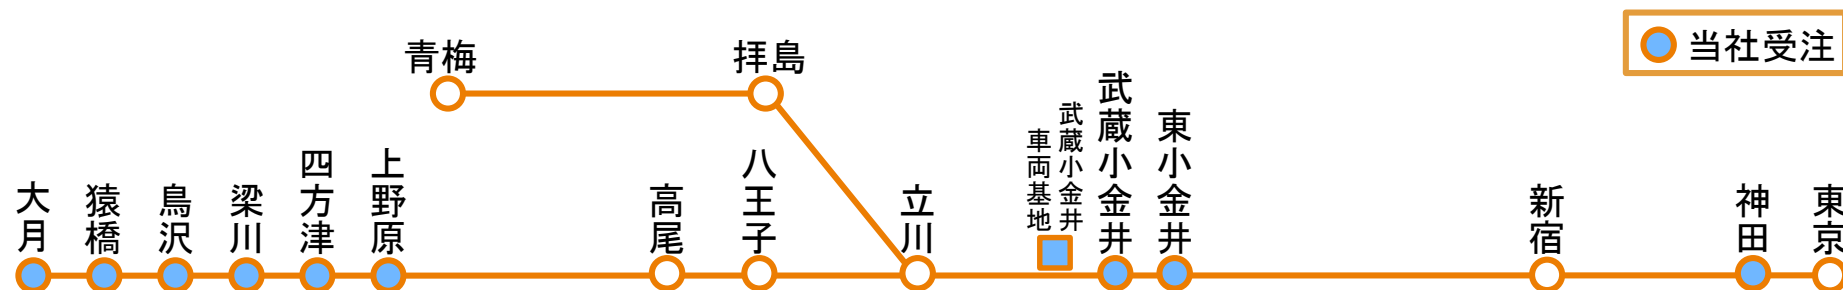 当社受注
青梅
拝島
大月
猿橋
鳥沢
梁川
四方津
上野原
高尾
八王子
立川
武蔵小金井
車両基地
武蔵小金井
東小金井
新宿
神田
東京